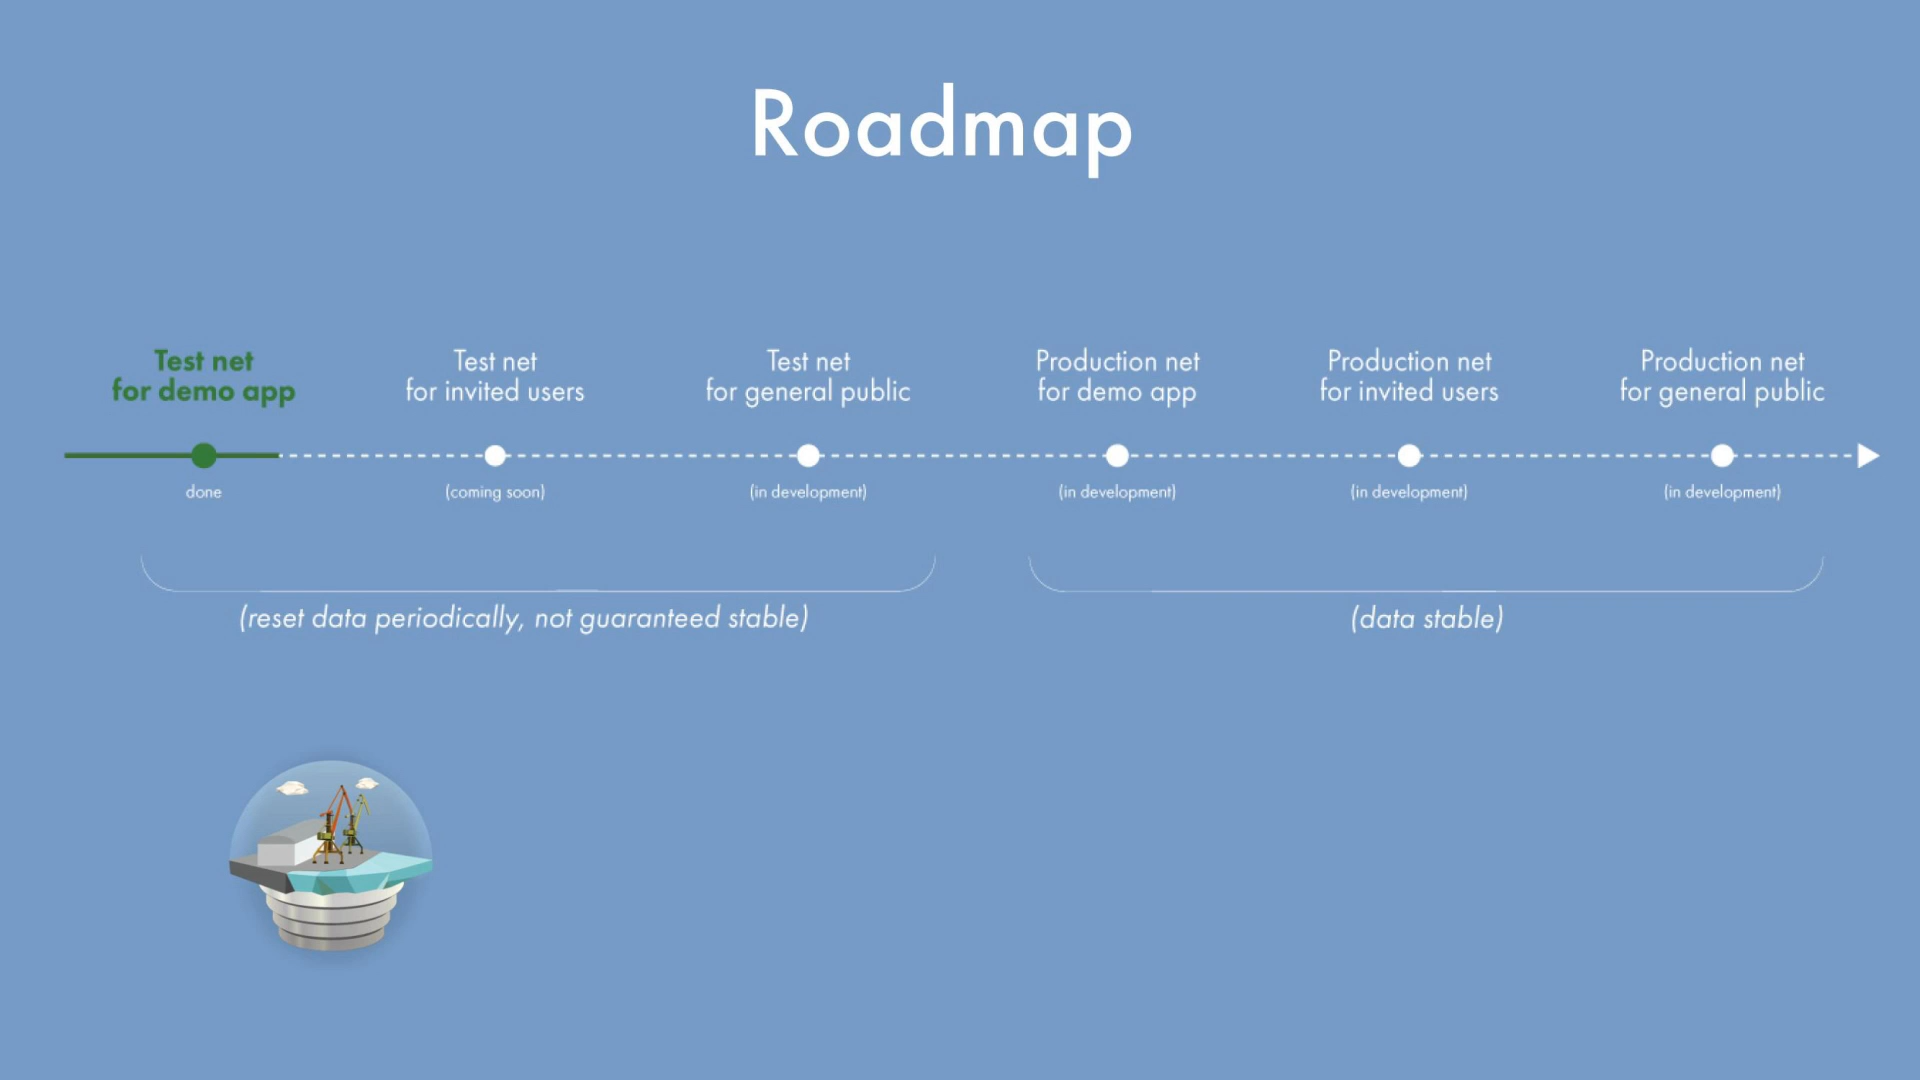 Roadmap
Test net
for demo app
Test net
for invited users
Test net
for general public
Production net
for demo app
Production net
for invited users
Production net
for general public
done
(coming soon)
(in development)
(in development)
(in development)
(in development)
(reset data periodically, not guaranteed stable)
(data stable)